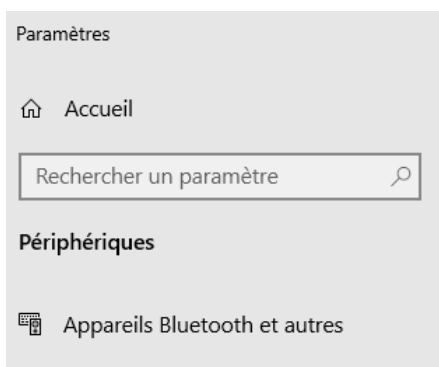 Paramètres
Accueil
Rechercher un paramètre
Périphériques
Appareils Bluetooth et autres